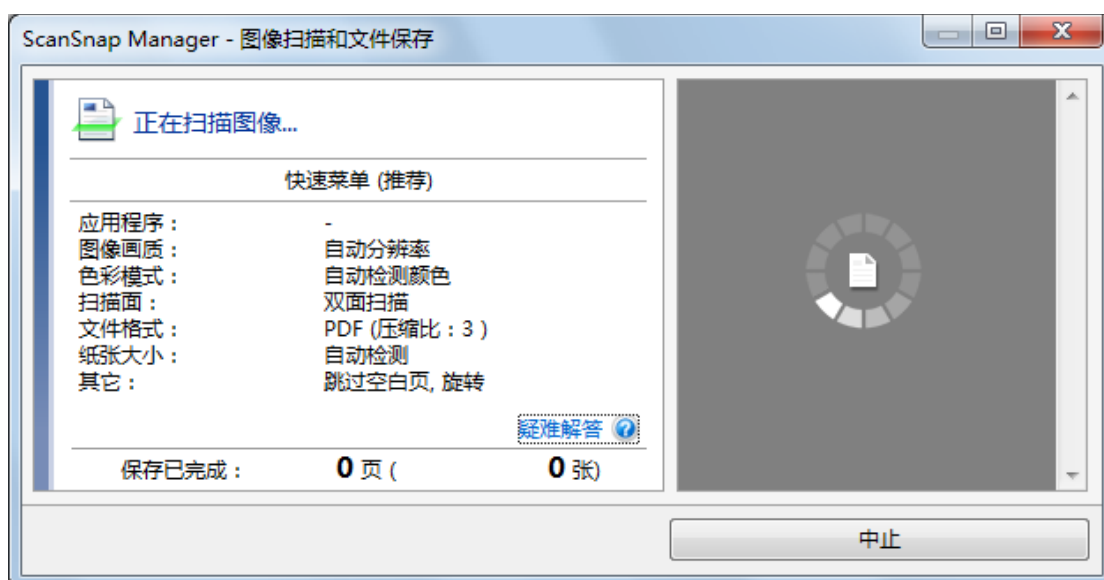 ScanSnap Manager - 图像扫描和文件保存
正在扫描图像...
快速菜单 (推荐)
应用程序： -
图像画质： 自动分辨率
色彩模式： 自动检测颜色
扫描面： 双面扫描
文件格式： PDF (压缩比：3 )
纸张大小： 自动检测
其它： 跳过空白页, 旋转
疑难解答
保存已完成： 0 页 ( 0 张)
中止